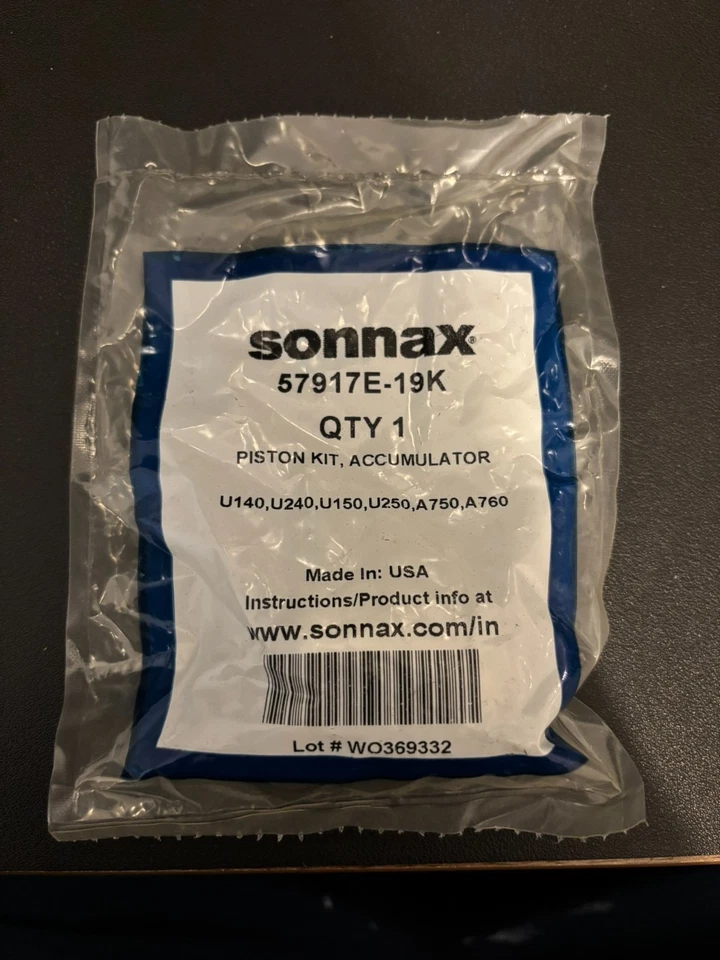 sonnax®
57917E-19K
QTY 1
PISTON KIT, ACCUMULATOR
U140,U240,U150,U250,A750,A760
Made In: USA
Instructions/Product info at
www.sonnax.com/in
Lot # WO369332